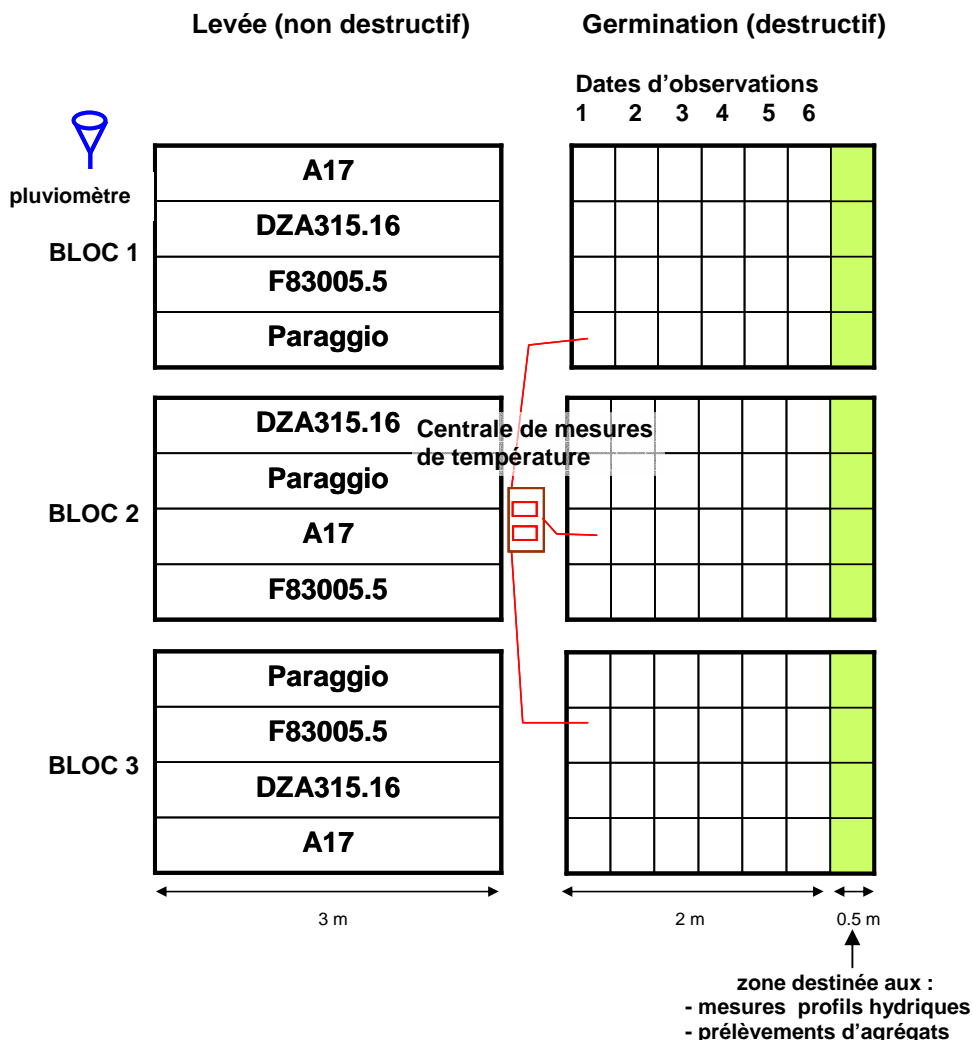 Levée (non destructif)
Germination (destructif)
Dates d'observations
1 2 3 4 5 6
pluviomètre
BLOC 1
A17
DZA315.16
F83005.5
Paraggio
BLOC 2
DZA315.16
Paraggio
A17
F83005.5
Centrale de mesures
de température
BLOC 3
Paraggio
F83005.5
DZA315.16
A17
3 m
2 m
0.5 m
zone destinée aux :
- mesures profils hydriques
- prélèvements d'agrégats